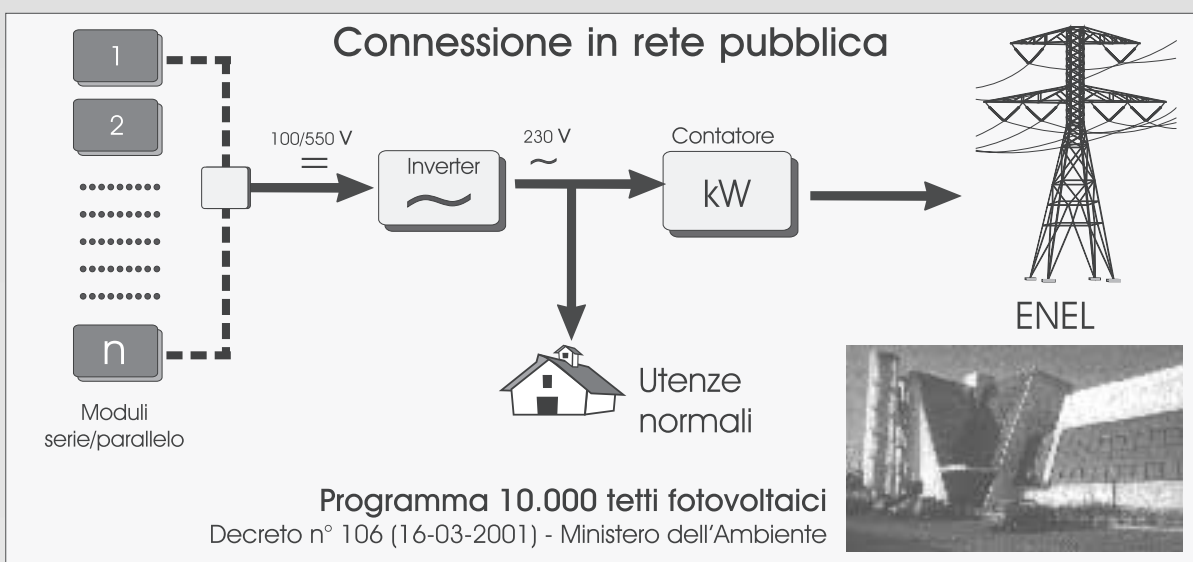 Connessione in rete pubblica
1
2
n
Moduli
serie/parallelo
100/550 V
=
Inverter
~
230 V
~
Contatore
kW
ENEL
Utenze
normali
Programma 10.000 tetti fotovoltaici
Decreto n° 106 (16-03-2001) - Ministero dell'Ambiente